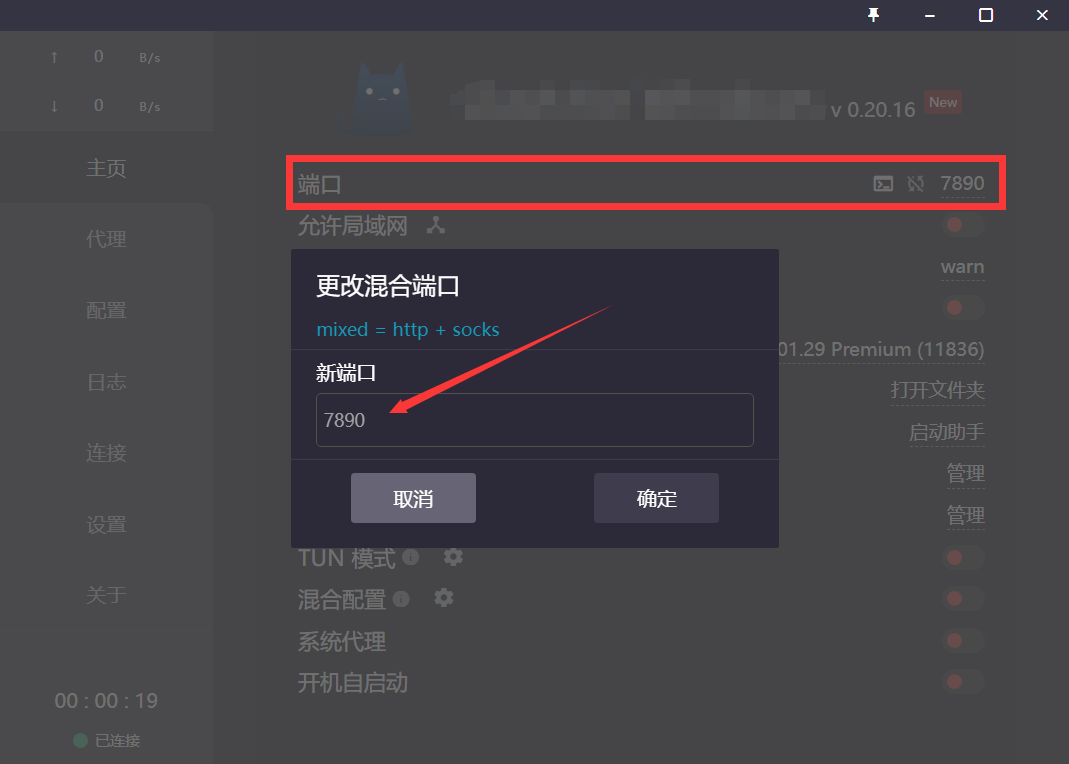 ↑ 0 B/s
↓ 0 B/s
主页
代理
配置
日志
连接
设置
关于
00 : 00 : 19
已连接
v 0.20.16 New
端口 7890
允许局域网
warn
01.29 Premium (11836)
打开文件夹
启动助手
管理
管理
更改混合端口
mixed = http + socks
新端口
7890
取消 确定
TUN 模式
混合配置
系统代理
开机自启动